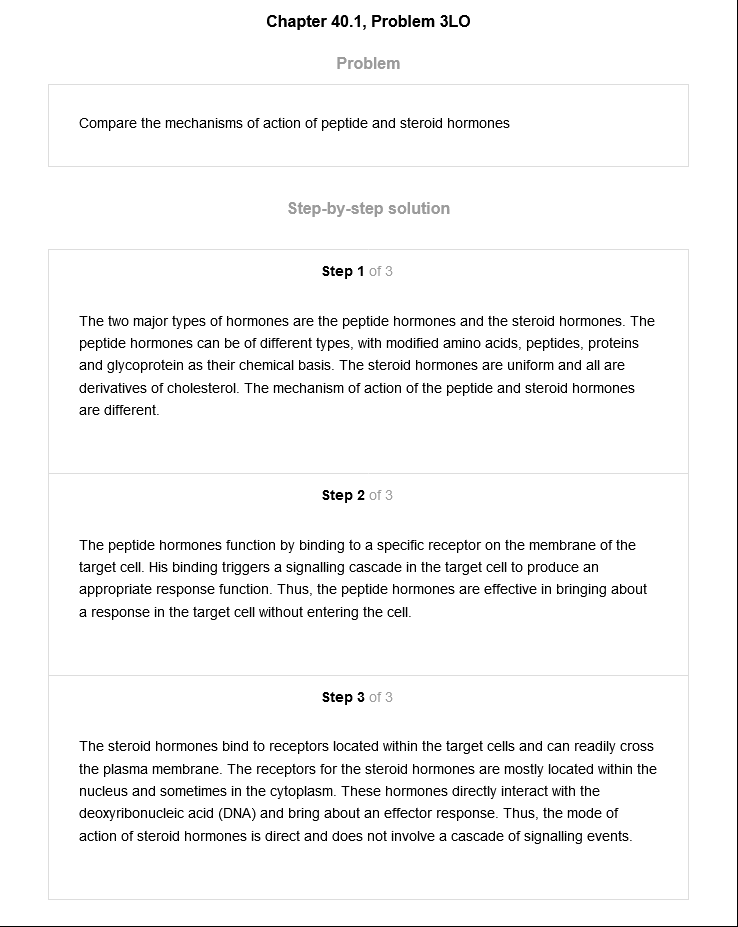 Chapter 40.1, Problem 3LO
Problem
Compare the mechanisms of action of peptide and steroid hormones
Step-by-step solution
Step 1 of 3
The two major types of hormones are the peptide hormones and the steroid hormones. The
peptide hormones can be of different types, with modified amino acids, peptides, proteins
and glycoprotein as their chemical basis. The steroid hormones are uniform and all are
derivatives of cholesterol. The mechanism of action of the peptide and steroid hormones
are different.
Step 2 of 3
The peptide hormones function by binding to a specific receptor on the membrane of the
target cell. His binding triggers a signalling cascade in the target cell to produce an
appropriate response function. Thus, the peptide hormones are effective in bringing about
a response in the target cell without entering the cell.
Step 3 of 3
The steroid hormones bind to receptors located within the target cells and can readily cross
the plasma membrane. The receptors for the steroid hormones are mostly located within the
nucleus and sometimes in the cytoplasm. These hormones directly interact with the
deoxyribonucleic acid (DNA) and bring about an effector response. Thus, the mode of
action of steroid hormones is direct and does not involve a cascade of signalling events.